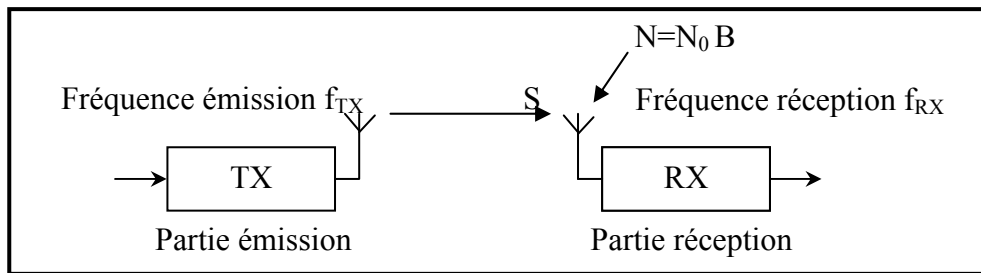 N=N₀ B
Fréquence émission f_TX
S
Fréquence réception f_RX
TX
RX
Partie émission
Partie réception